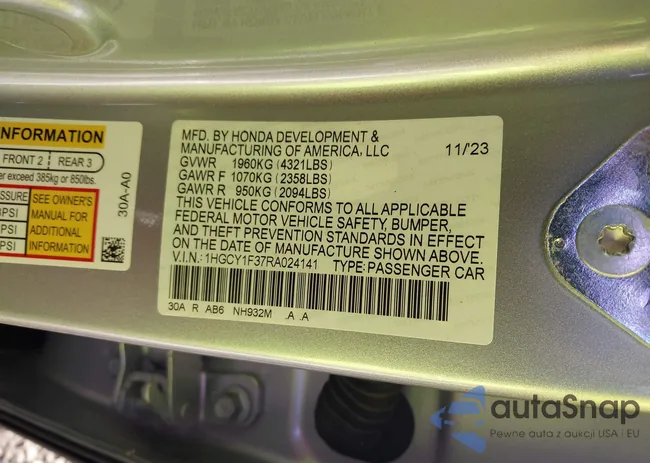 INFORMATION
FRONT 2 REAR 3
er exceed 385kg or 850lbs.
SEE OWNER'S
MANUAL FOR
ADDITIONAL
INFORMATION
PSI
PSI
30A-A0
MFD. BY HONDA DEVELOPMENT &
MANUFACTURING OF AMERICA, LLC 11/23
GVWR 1960KG (4321LBS)
GAWR F 1070KG (2358LBS)
GAWR R 950KG (2094LBS)
THIS VEHICLE CONFORMS TO ALL APPLICABLE
FEDERAL MOTOR VEHICLE SAFETY, BUMPER,
AND THEFT PREVENTION STANDARDS IN EFFECT
ON THE DATE OF MANUFACTURE SHOWN ABOVE.
V.I.N.: 1HGCY1F37RA024141 TYPE: PASSENGER CAR
30A R AB6 NH932M .A .A
autaSnap
Pewne auta z aukcji USA i EU